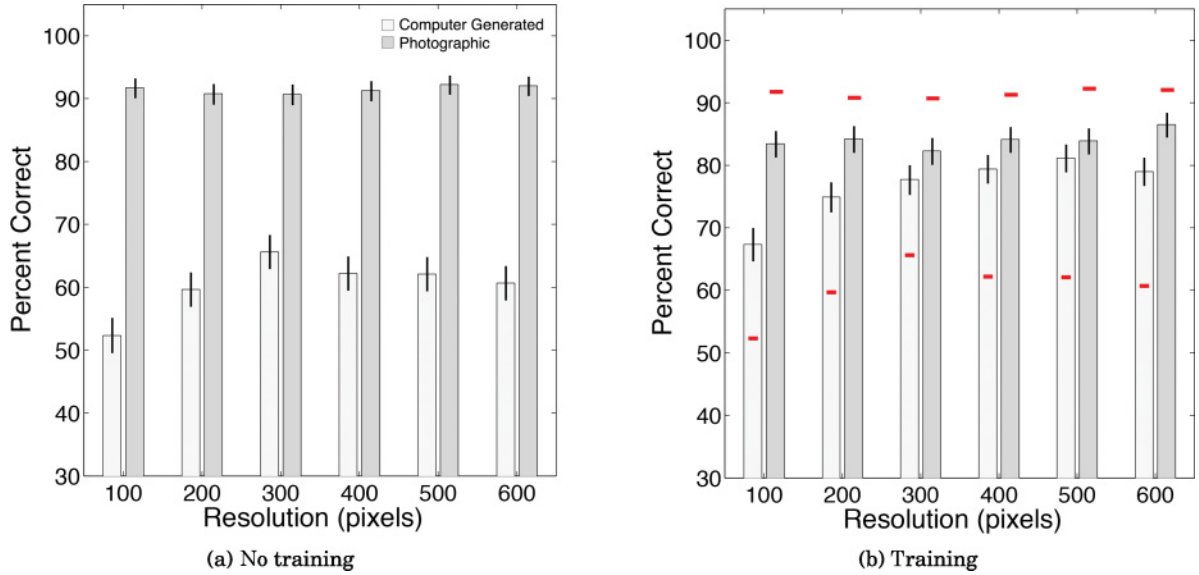 Computer Generated
Photographic
100
90
80
70
60
50
40
30
Percent Correct
100 200 300 400 500 600
Resolution (pixels)
(a) No training
100
90
80
70
60
50
40
30
Percent Correct
100 200 300 400 500 600
Resolution (pixels)
(b) Training